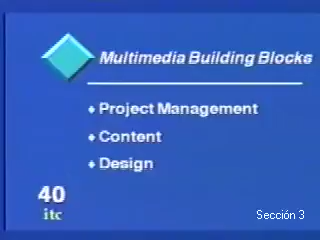 Multimedia Building Blocks
♦ Project Management
♦ Content
♦ Design
40
itc
Sección 3